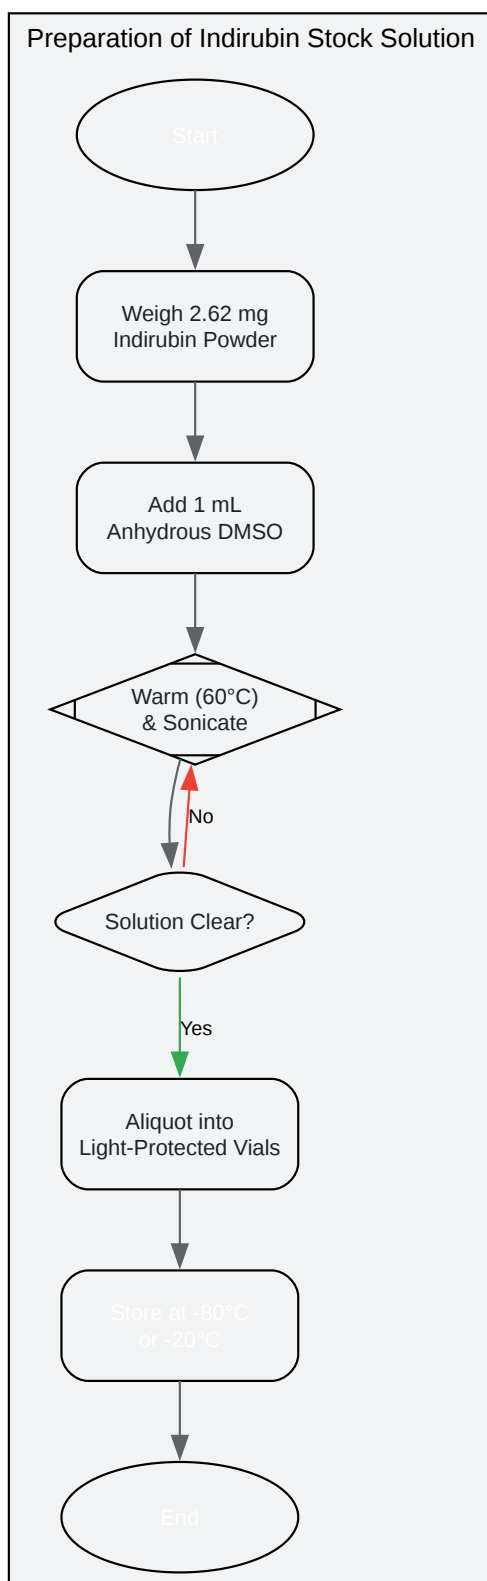 Preparation of Indirubin Stock Solution
Start
Weigh 2.62 mg
Indirubin Powder
Add 1 mL
Anhydrous DMSO
Warm (60°C)
& Sonicate
No
Solution Clear?
Yes
Aliquot into
Light-Protected Vials
Store at -80°C
or -20°C
End